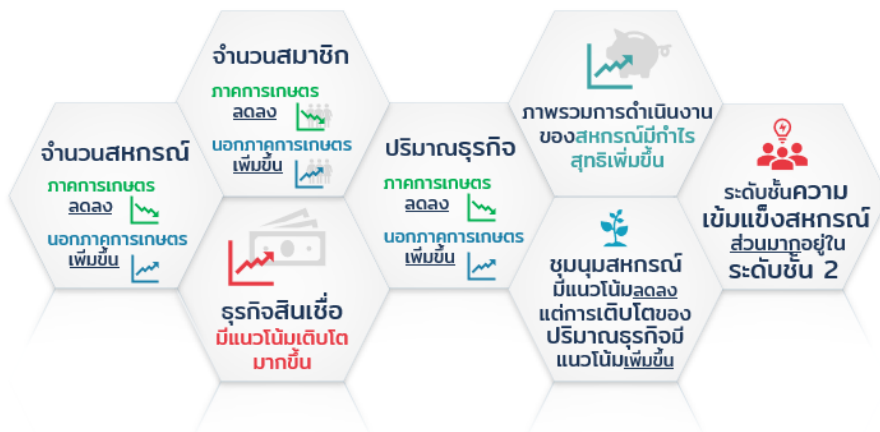 จำนวนสหกรณ์
ภาคการเกษตร
ลดลง
นอกภาคการเกษตร
เพิ่มขึ้น
จำนวนสมาชิก
ภาคการเกษตร
ลดลง
นอกภาคการเกษตร
เพิ่มขึ้น
ธุรกิจสินเชื่อ
มีแนวโน้มเติบโต
มากขึ้น
ปริมาณธุรกิจ
ภาคการเกษตร
ลดลง
นอกภาคการเกษตร
เพิ่มขึ้น
ภาพรวมการดำเนินงาน
ของสหกรณ์มีกำไร
สุทธิเพิ่มขึ้น
ชุมนุมสหกรณ์
มีแนวโน้มลดลง
แต่การเติบโตของ
ปริมาณธุรกิจมี
แนวโน้มเพิ่มขึ้น
ระดับชั้นความ
เข้มแข็งสหกรณ์
ส่วนมากอยู่ใน
ระดับชั้น 2